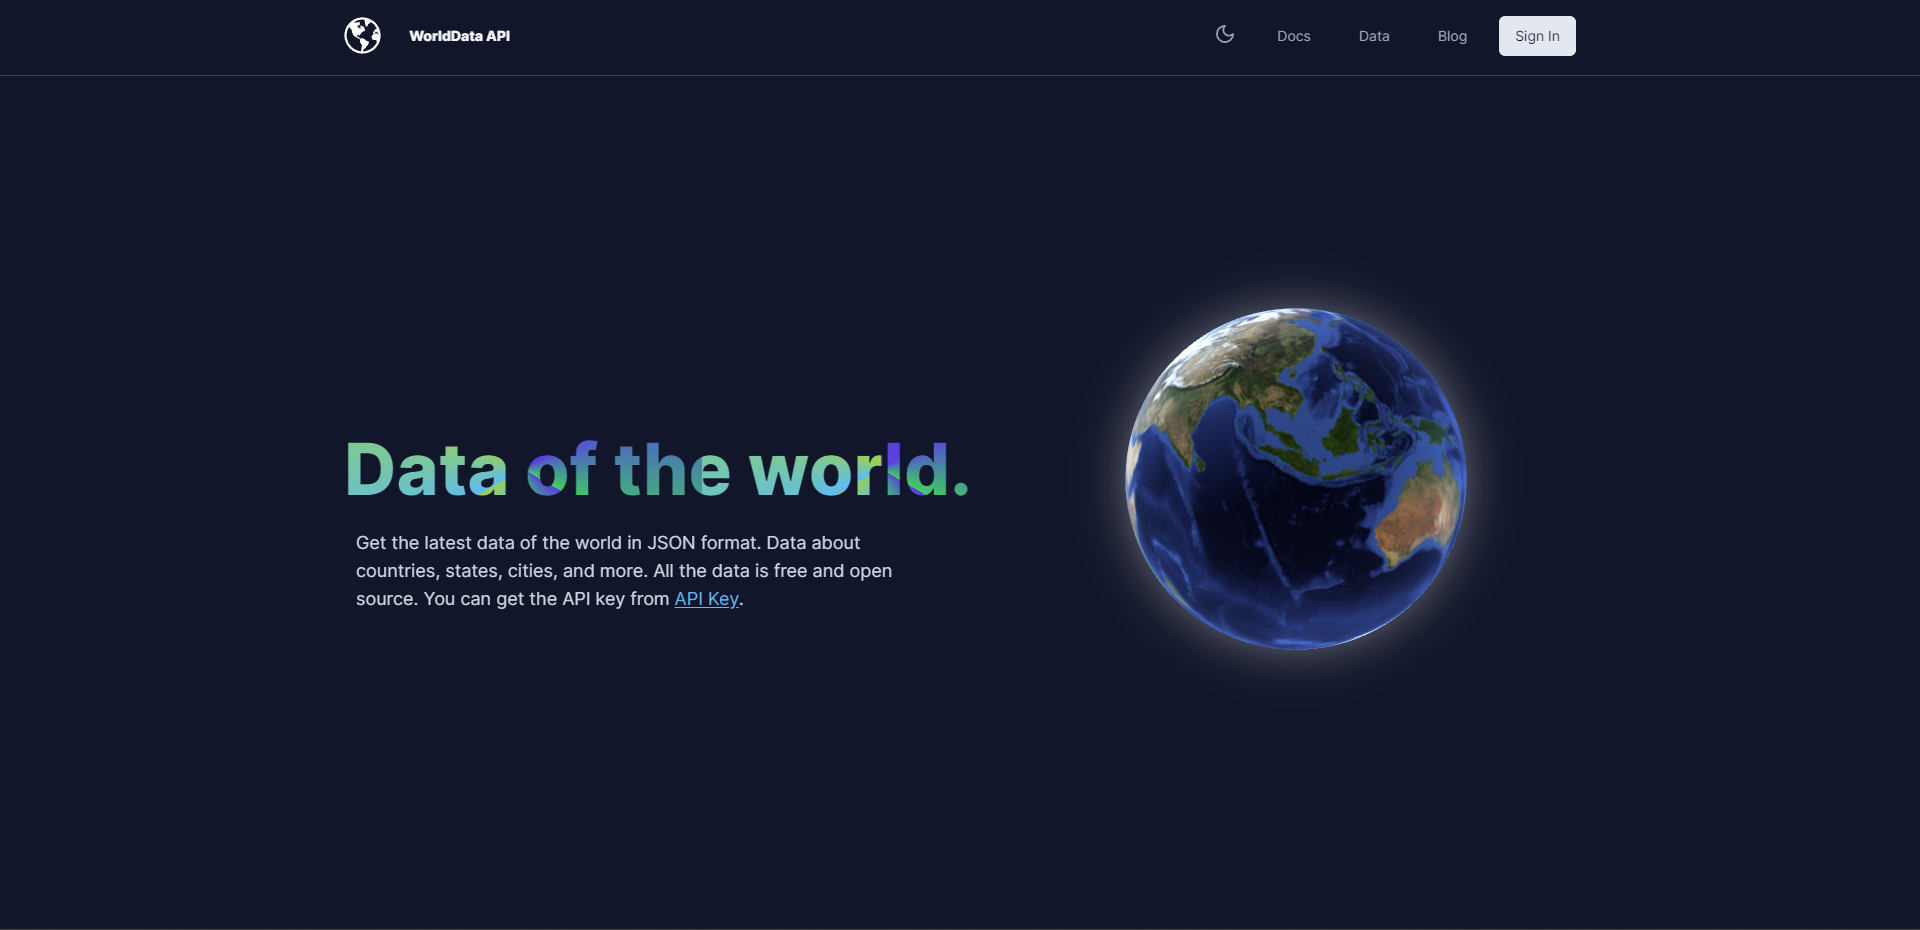 WorldData API
Docs
Data
Blog
Sign In
Data of the world.
Get the latest data of the world in JSON format. Data about
countries, states, cities, and more. All the data is free and open
source. You can get the API key from API Key.